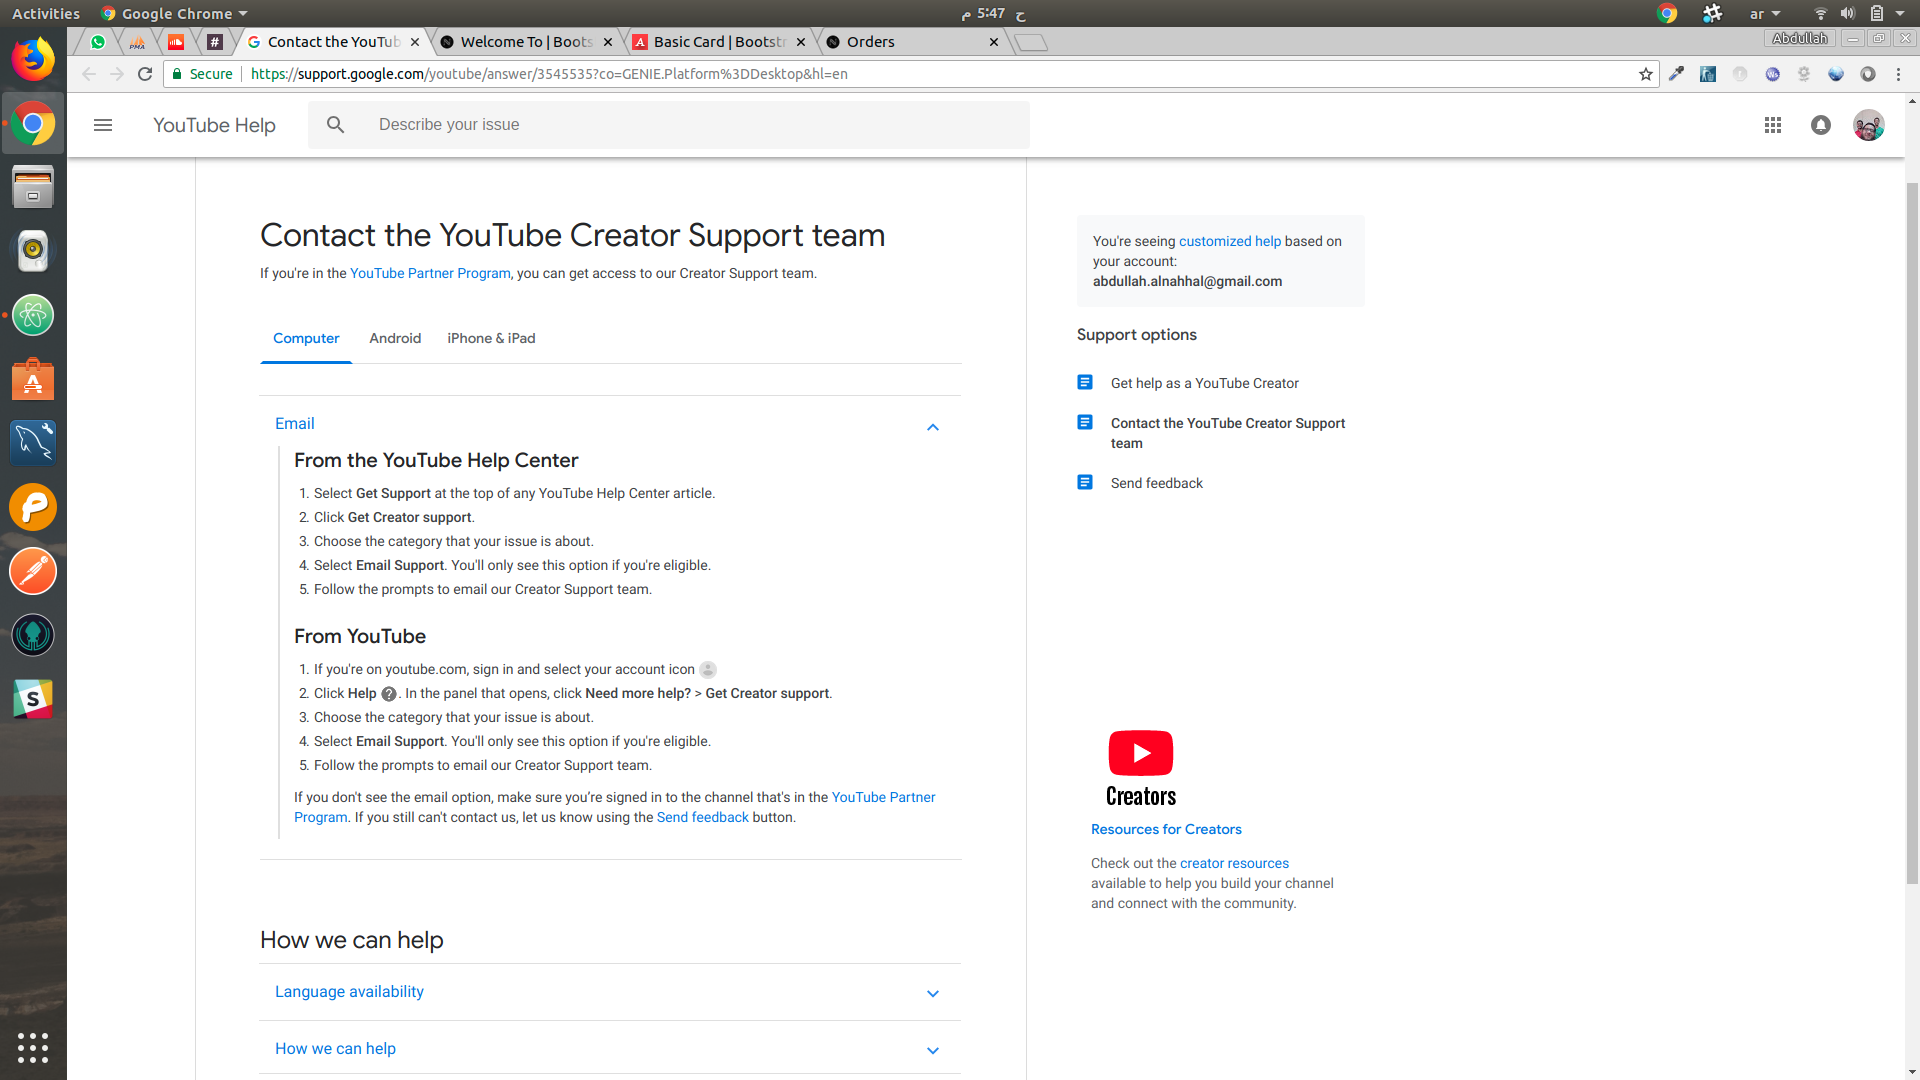 Activities
Google Chrome
ح 5:47 م
ar
Contact the YouTub
Welcome To | Boots
Basic Card | Bootstr
Orders
Abdullah
Secure
https://support.google.com/youtube/answer/3545535?co=GENIE.Platform%3DDesktop&hl=en
YouTube Help
Describe your issue
Contact the YouTube Creator Support team
If you're in the YouTube Partner Program, you can get access to our Creator Support team.
Computer
Android
iPhone & iPad
Email
From the YouTube Help Center
1. Select Get Support at the top of any YouTube Help Center article.
2. Click Get Creator support.
3. Choose the category that your issue is about.
4. Select Email Support. You'll only see this option if you're eligible.
5. Follow the prompts to email our Creator Support team.
From YouTube
1. If you're on youtube.com, sign in and select your account icon
2. Click Help ?. In the panel that opens, click Need more help? > Get Creator support.
3. Choose the category that your issue is about.
4. Select Email Support. You'll only see this option if you're eligible.
5. Follow the prompts to email our Creator Support team.
If you don't see the email option, make sure you’re signed in to the channel that's in the YouTube Partner
Program. If you still can't contact us, let us know using the Send feedback button.
How we can help
Language availability
How we can help
You're seeing customized help based on
your account:
abdullah.alnahhal@gmail.com
Support options
Get help as a YouTube Creator
Contact the YouTube Creator Support
team
Send feedback
Creators
Resources for Creators
Check out the creator resources
available to help you build your channel
and connect with the community.